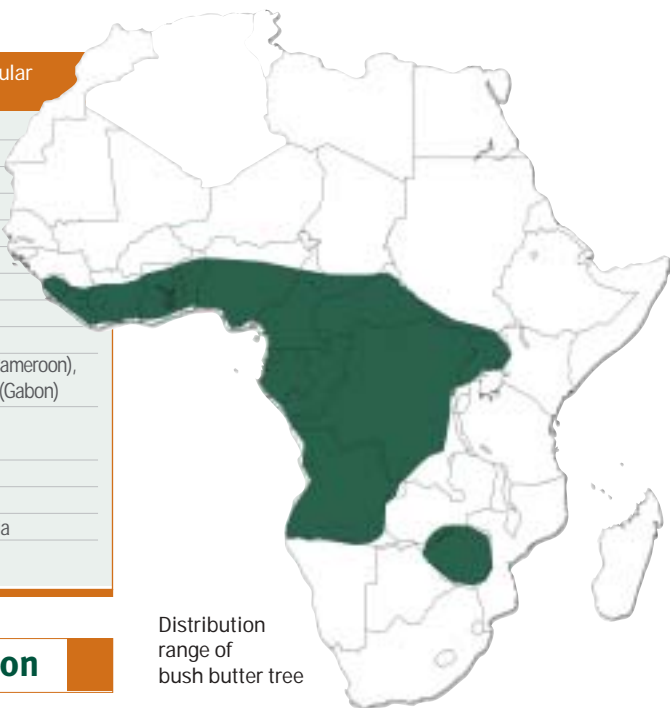 ular
ameroon),
(Gabon)
a
on
Distribution
range of
bush butter tree